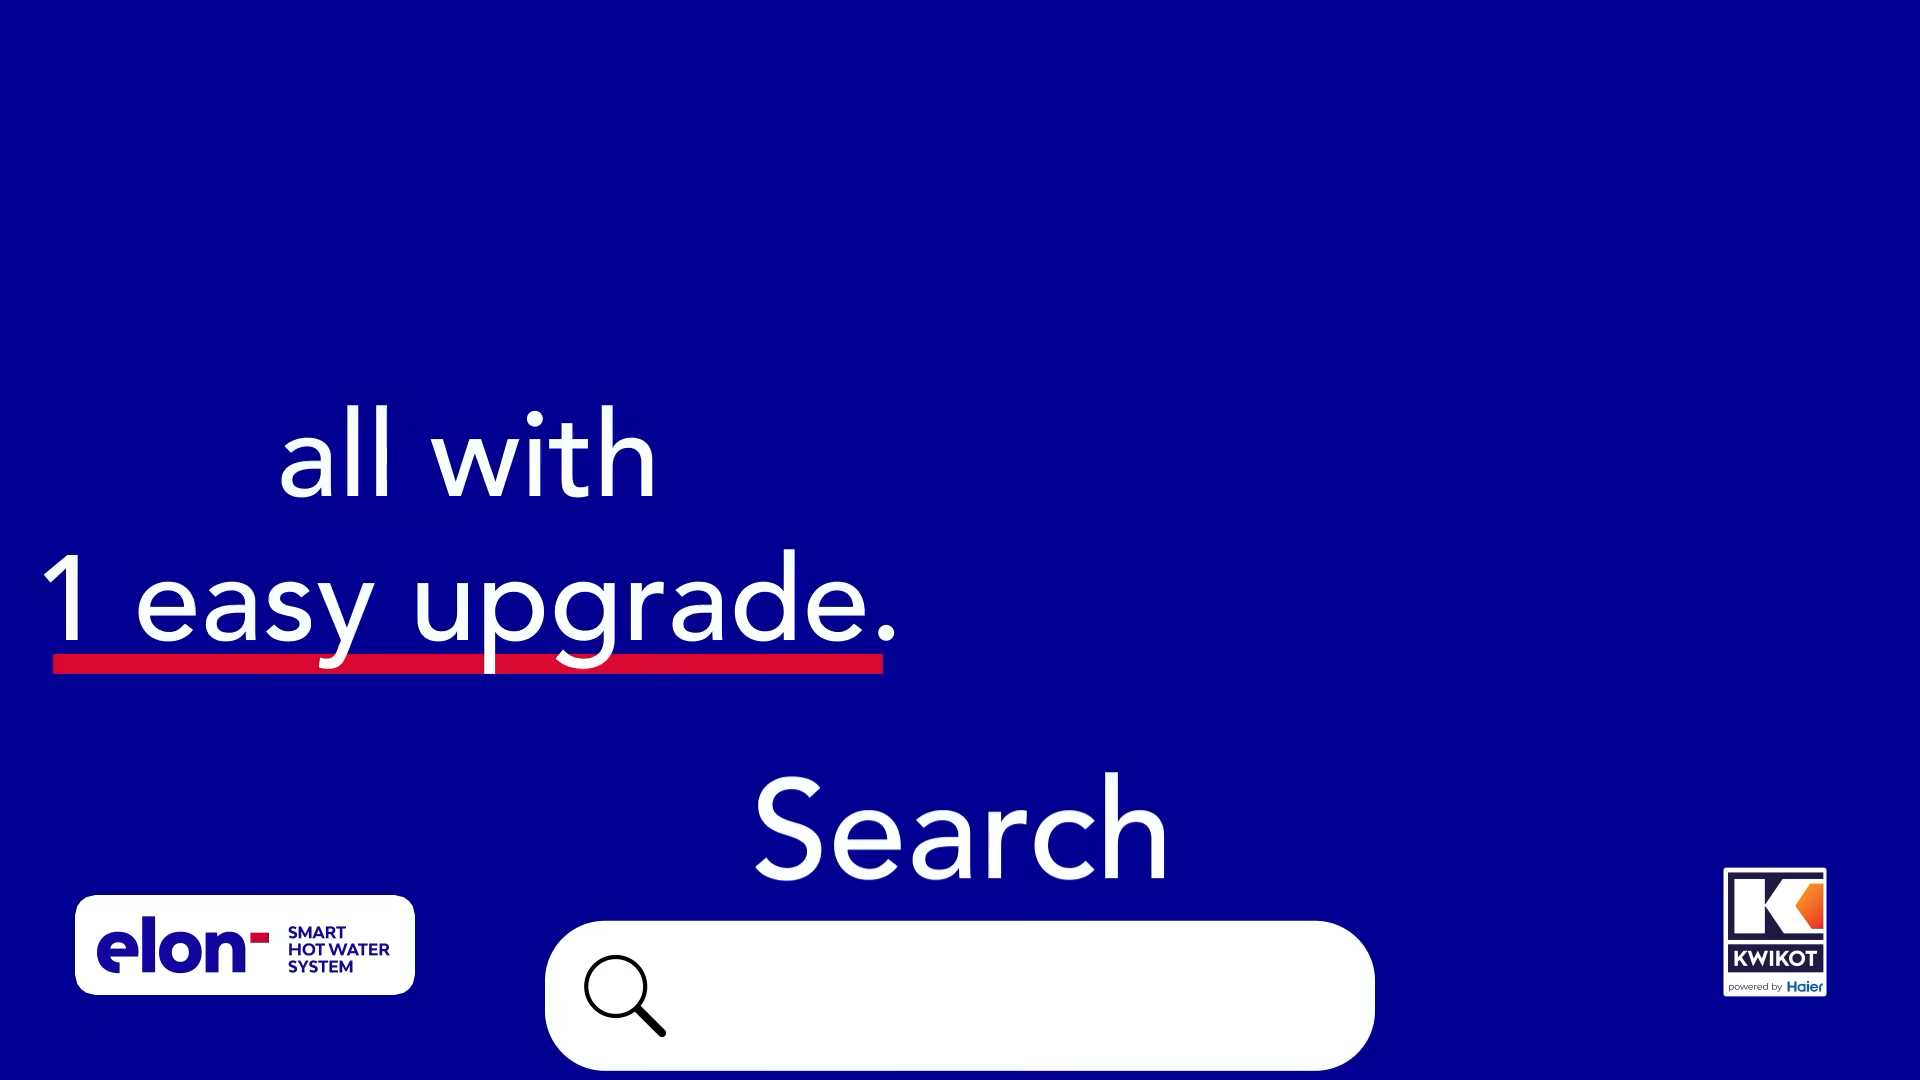 all with
1 easy upgrade.
Search
elon
SMART
HOT WATER
SYSTEM
K
KWIKOT
powered by Haier